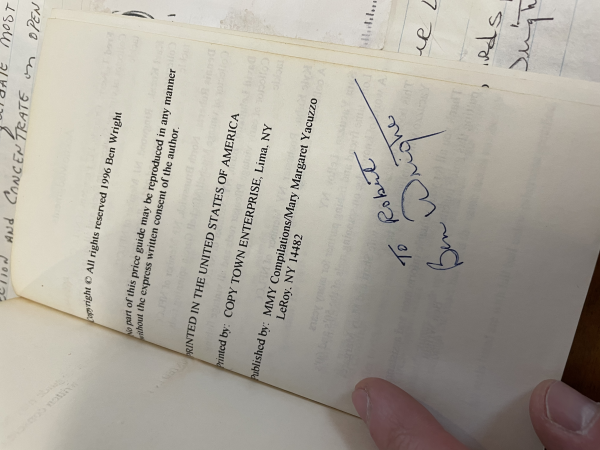 Copyright © All rights reserved 1996 Ben Wright
No part of this price guide may be reproduced in any manner
without the express written consent of the author.
PRINTED IN THE UNITED STATES OF AMERICA
Printed by: COPY TOWN ENTERPRISE, Lima, NY
Published by: MMY Compilations/Mary Margaret Yacuzzo
LeRoy, NY 14482
To Robert
Ben Wright
AND CONCENTRATE in OPEN
MOST